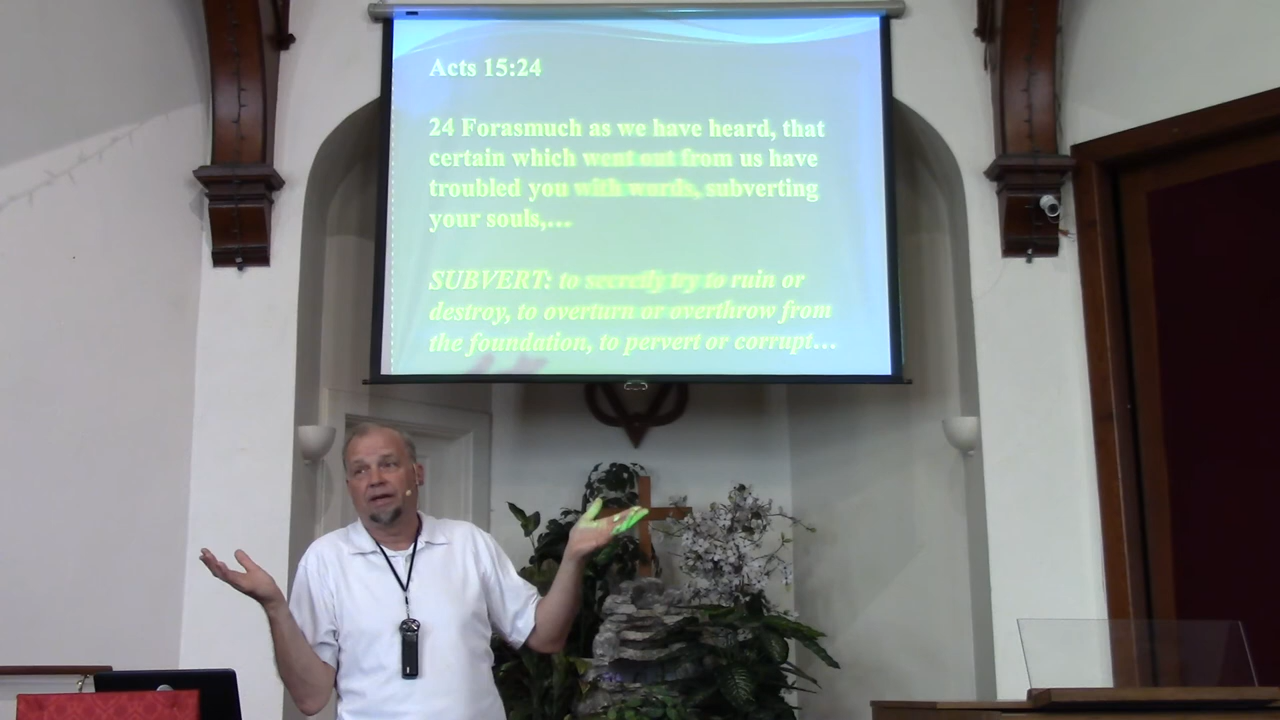 Acts 15:24
24 Forasmuch as we have heard, that
certain which went out from us have
troubled you with words, subverting
your souls,...
SUBVERT: to secretly try to ruin or
destroy, to overturn or overthrow from
the foundation, to pervert or corrupt...